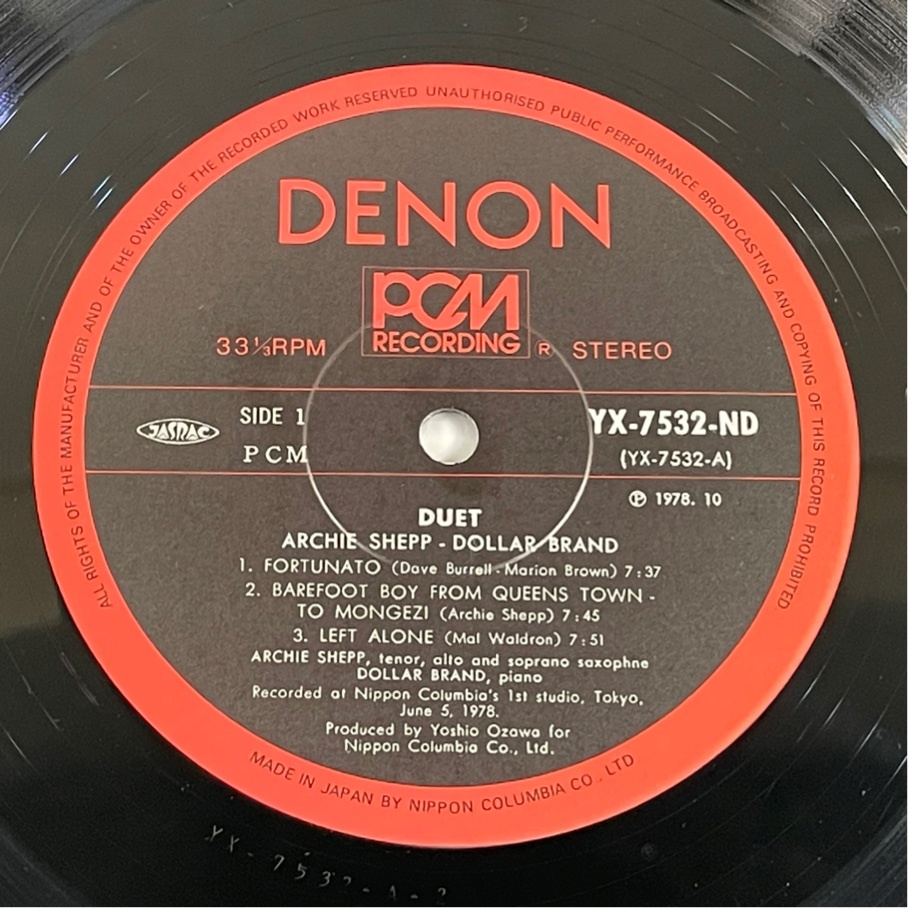 ALL RIGHTS OF THE MANUFACTURER AND OF THE OWNER OF THE RECORDED WORK RESERVED UNAUTHORISED PUBLIC PERFORMANCE BROADCASTING AND COPYING OF THIS RECORD PROHIBITED
DENON
PCM
RECORDING
33⅓RPM ® STEREO
JASRAC SIDE 1 YX-7532-ND
PCM (YX-7532-A)
℗ 1978. 10
DUET
ARCHIE SHEPP - DOLLAR BRAND
1. FORTUNATO (Dave Burrell - Marion Brown) 7:37
2. BAREFOOT BOY FROM QUEENS TOWN -
TO MONGEZI (Archie Shepp) 7:45
3. LEFT ALONE (Mal Waldron) 7:51
ARCHIE SHEPP, tenor, alto and soprano saxophne
DOLLAR BRAND, piano
Recorded at Nippon Columbia's 1st studio, Tokyo,
June 5, 1978.
Produced by Yoshio Ozawa for
Nippon Columbia Co., Ltd.
MADE IN JAPAN BY NIPPON COLUMBIA CO., LTD
YX-7532-A-2